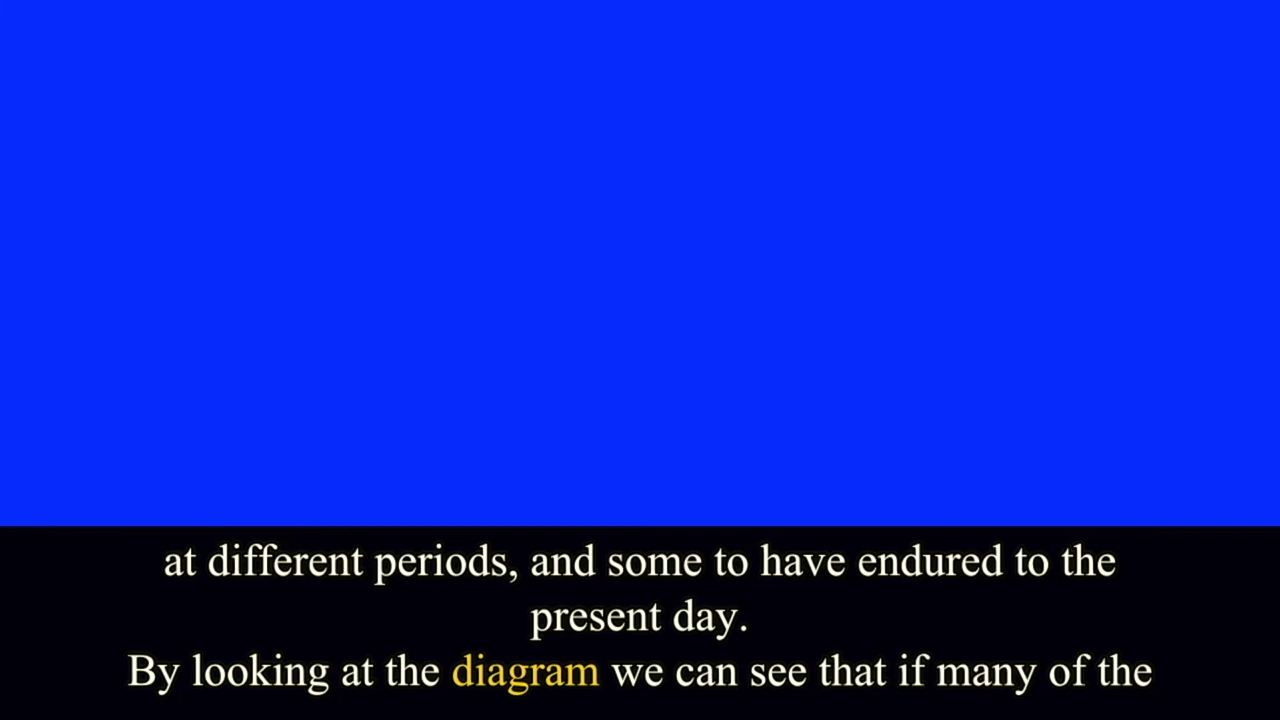 at different periods, and some to have endured to the
present day.
By looking at the diagram we can see that if many of the